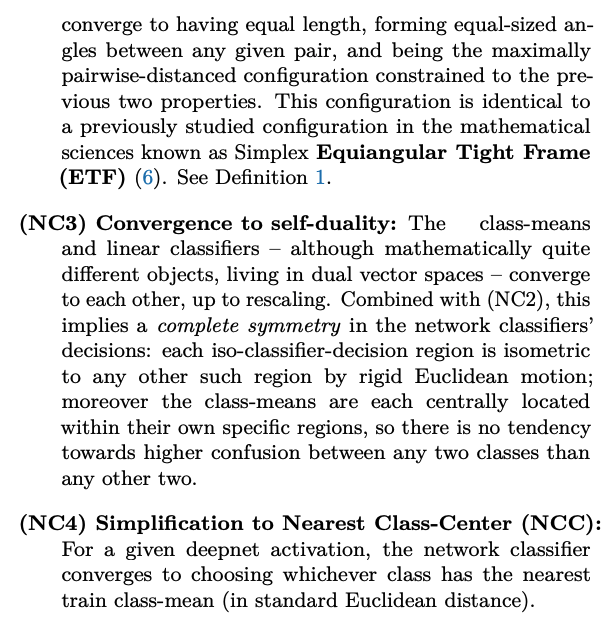 converge to having equal length, forming equal-sized an-
gles between any given pair, and being the maximally
pairwise-distanced configuration constrained to the pre-
vious two properties. This configuration is identical to
a previously studied configuration in the mathematical
sciences known as Simplex Equiangular Tight Frame
(ETF) (6). See Definition 1.
(NC3) Convergence to self-duality: The class-means
and linear classifiers – although mathematically quite
different objects, living in dual vector spaces – converge
to each other, up to rescaling. Combined with (NC2), this
implies a complete symmetry in the network classifiers’
decisions: each iso-classifier-decision region is isometric
to any other such region by rigid Euclidean motion;
moreover the class-means are each centrally located
within their own specific regions, so there is no tendency
towards higher confusion between any two classes than
any other two.
(NC4) Simplification to Nearest Class-Center (NCC):
For a given deepnet activation, the network classifier
converges to choosing whichever class has the nearest
train class-mean (in standard Euclidean distance).